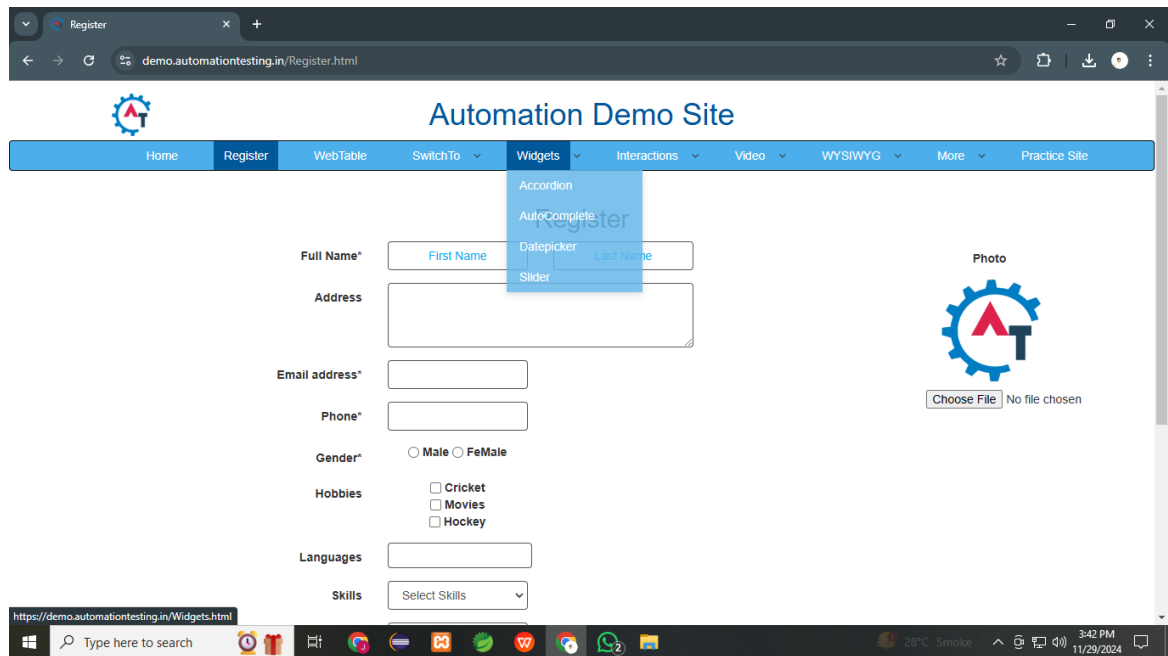 Register
demo.automationtesting.in/Register.html
Automation Demo Site
Home Register WebTable SwitchTo Widgets Interactions Video WYSIWYG More Practice Site
Accordion
AutoComplete
Datepicker
Slider
Register
Full Name* First Name Last Name
Photo
Address
Email address*
Choose File No file chosen
Phone*
Gender* Male FeMale
Hobbies Cricket
Movies
Hockey
Languages
Skills Select Skills
https://demo.automationtesting.in/Widgets.html
Type here to search
28°C Smoke
3:42 PM
11/29/2024